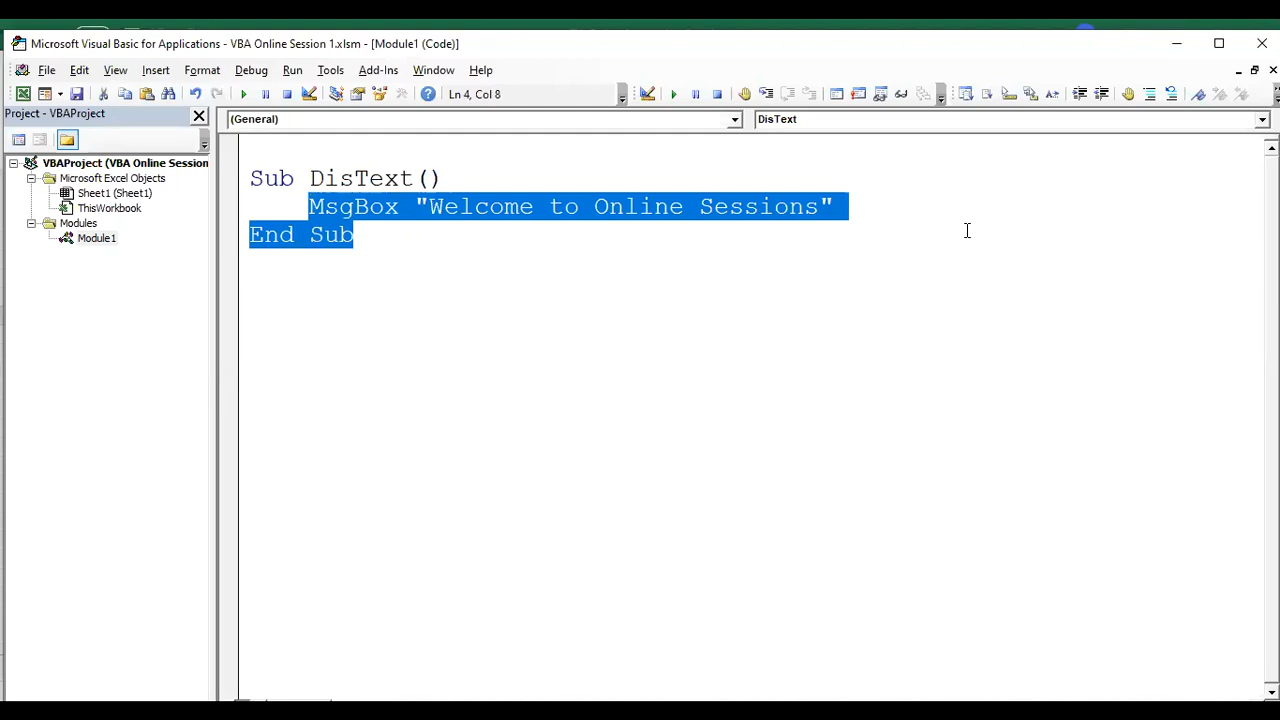 Microsoft Visual Basic for Applications - VBA Online Session 1.xlsm - [Module1 (Code)]
File Edit View Insert Format Debug Run Tools Add-Ins Window Help
Ln 4, Col 8
Project - VBAProject
(General) DisText
VBAProject (VBA Online Session
Microsoft Excel Objects
Sheet1 (Sheet1)
ThisWorkbook
Modules
Module1
Sub DisText()
MsgBox "Welcome to Online Sessions"
End Sub